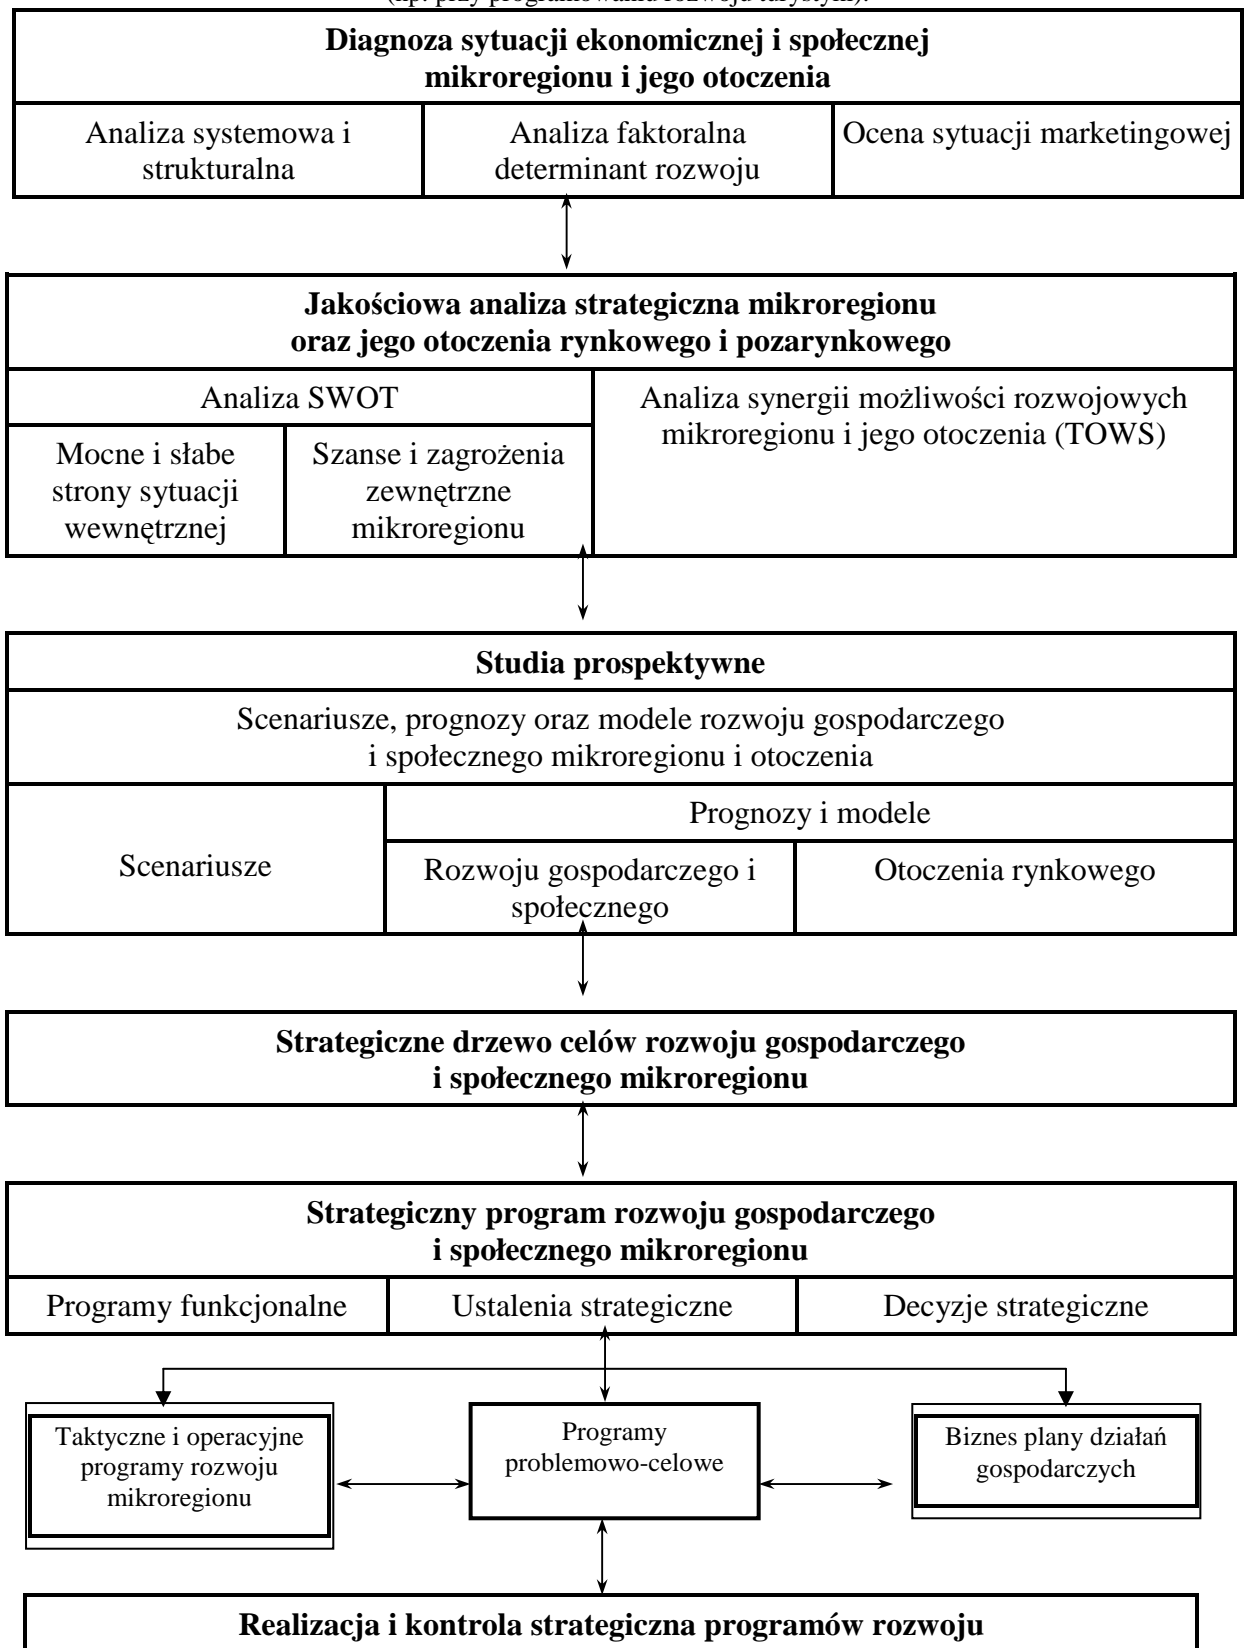 (np. przy programowaniu rozwoju turystyki).
Diagnoza sytuacji ekonomicznej i społecznej
mikroregionu i jego otoczenia
Analiza systemowa i
strukturalna
Analiza faktoralna
determinant rozwoju
Ocena sytuacji marketingowej
Jakościowa analiza strategiczna mikroregionu
oraz jego otoczenia rynkowego i pozarynkowego
Analiza SWOT
Mocne i słabe
strony sytuacji
wewnętrznej
Szanse i zagrożenia
zewnętrzne
mikroregionu
Analiza synergii możliwości rozwojowych
mikroregionu i jego otoczenia (TOWS)
Studia prospektywne
Scenariusze, prognozy oraz modele rozwoju gospodarczego
i społecznego mikroregionu i otoczenia
Scenariusze
Prognozy i modele
Rozwoju gospodarczego i
społecznego
Otoczenia rynkowego
Strategiczne drzewo celów rozwoju gospodarczego
i społecznego mikroregionu
Strategiczny program rozwoju gospodarczego
i społecznego mikroregionu
Programy funkcjonalne
Ustalenia strategiczne
Decyzje strategiczne
Taktyczne i operacyjne
programy rozwoju
mikroregionu
Programy
problemowo-celowe
Biznes plany działań
gospodarczych
Realizacja i kontrola strategiczna programów rozwoju